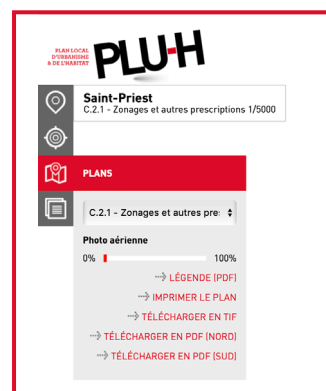 PLAN LOCAL
D'URBANISME
& DE L'HABITAT
PLU-H
Saint-Priest
C.2.1 - Zonages et autres prescriptions 1/5000
PLANS
C.2.1 - Zonages et autres pre:
Photo aérienne
0% 100%
LÉGENDE (PDF)
IMPRIMER LE PLAN
TÉLÉCHARGER EN TIF
TÉLÉCHARGER EN PDF (NORD)
TÉLÉCHARGER EN PDF (SUD)